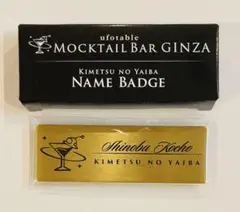 ufotable
MOCKTAIL BAR GINZA
KIMETSU NO YAIBA
NAME BADGE
Shinobu Kocho
KIMETSU NO YAIBA